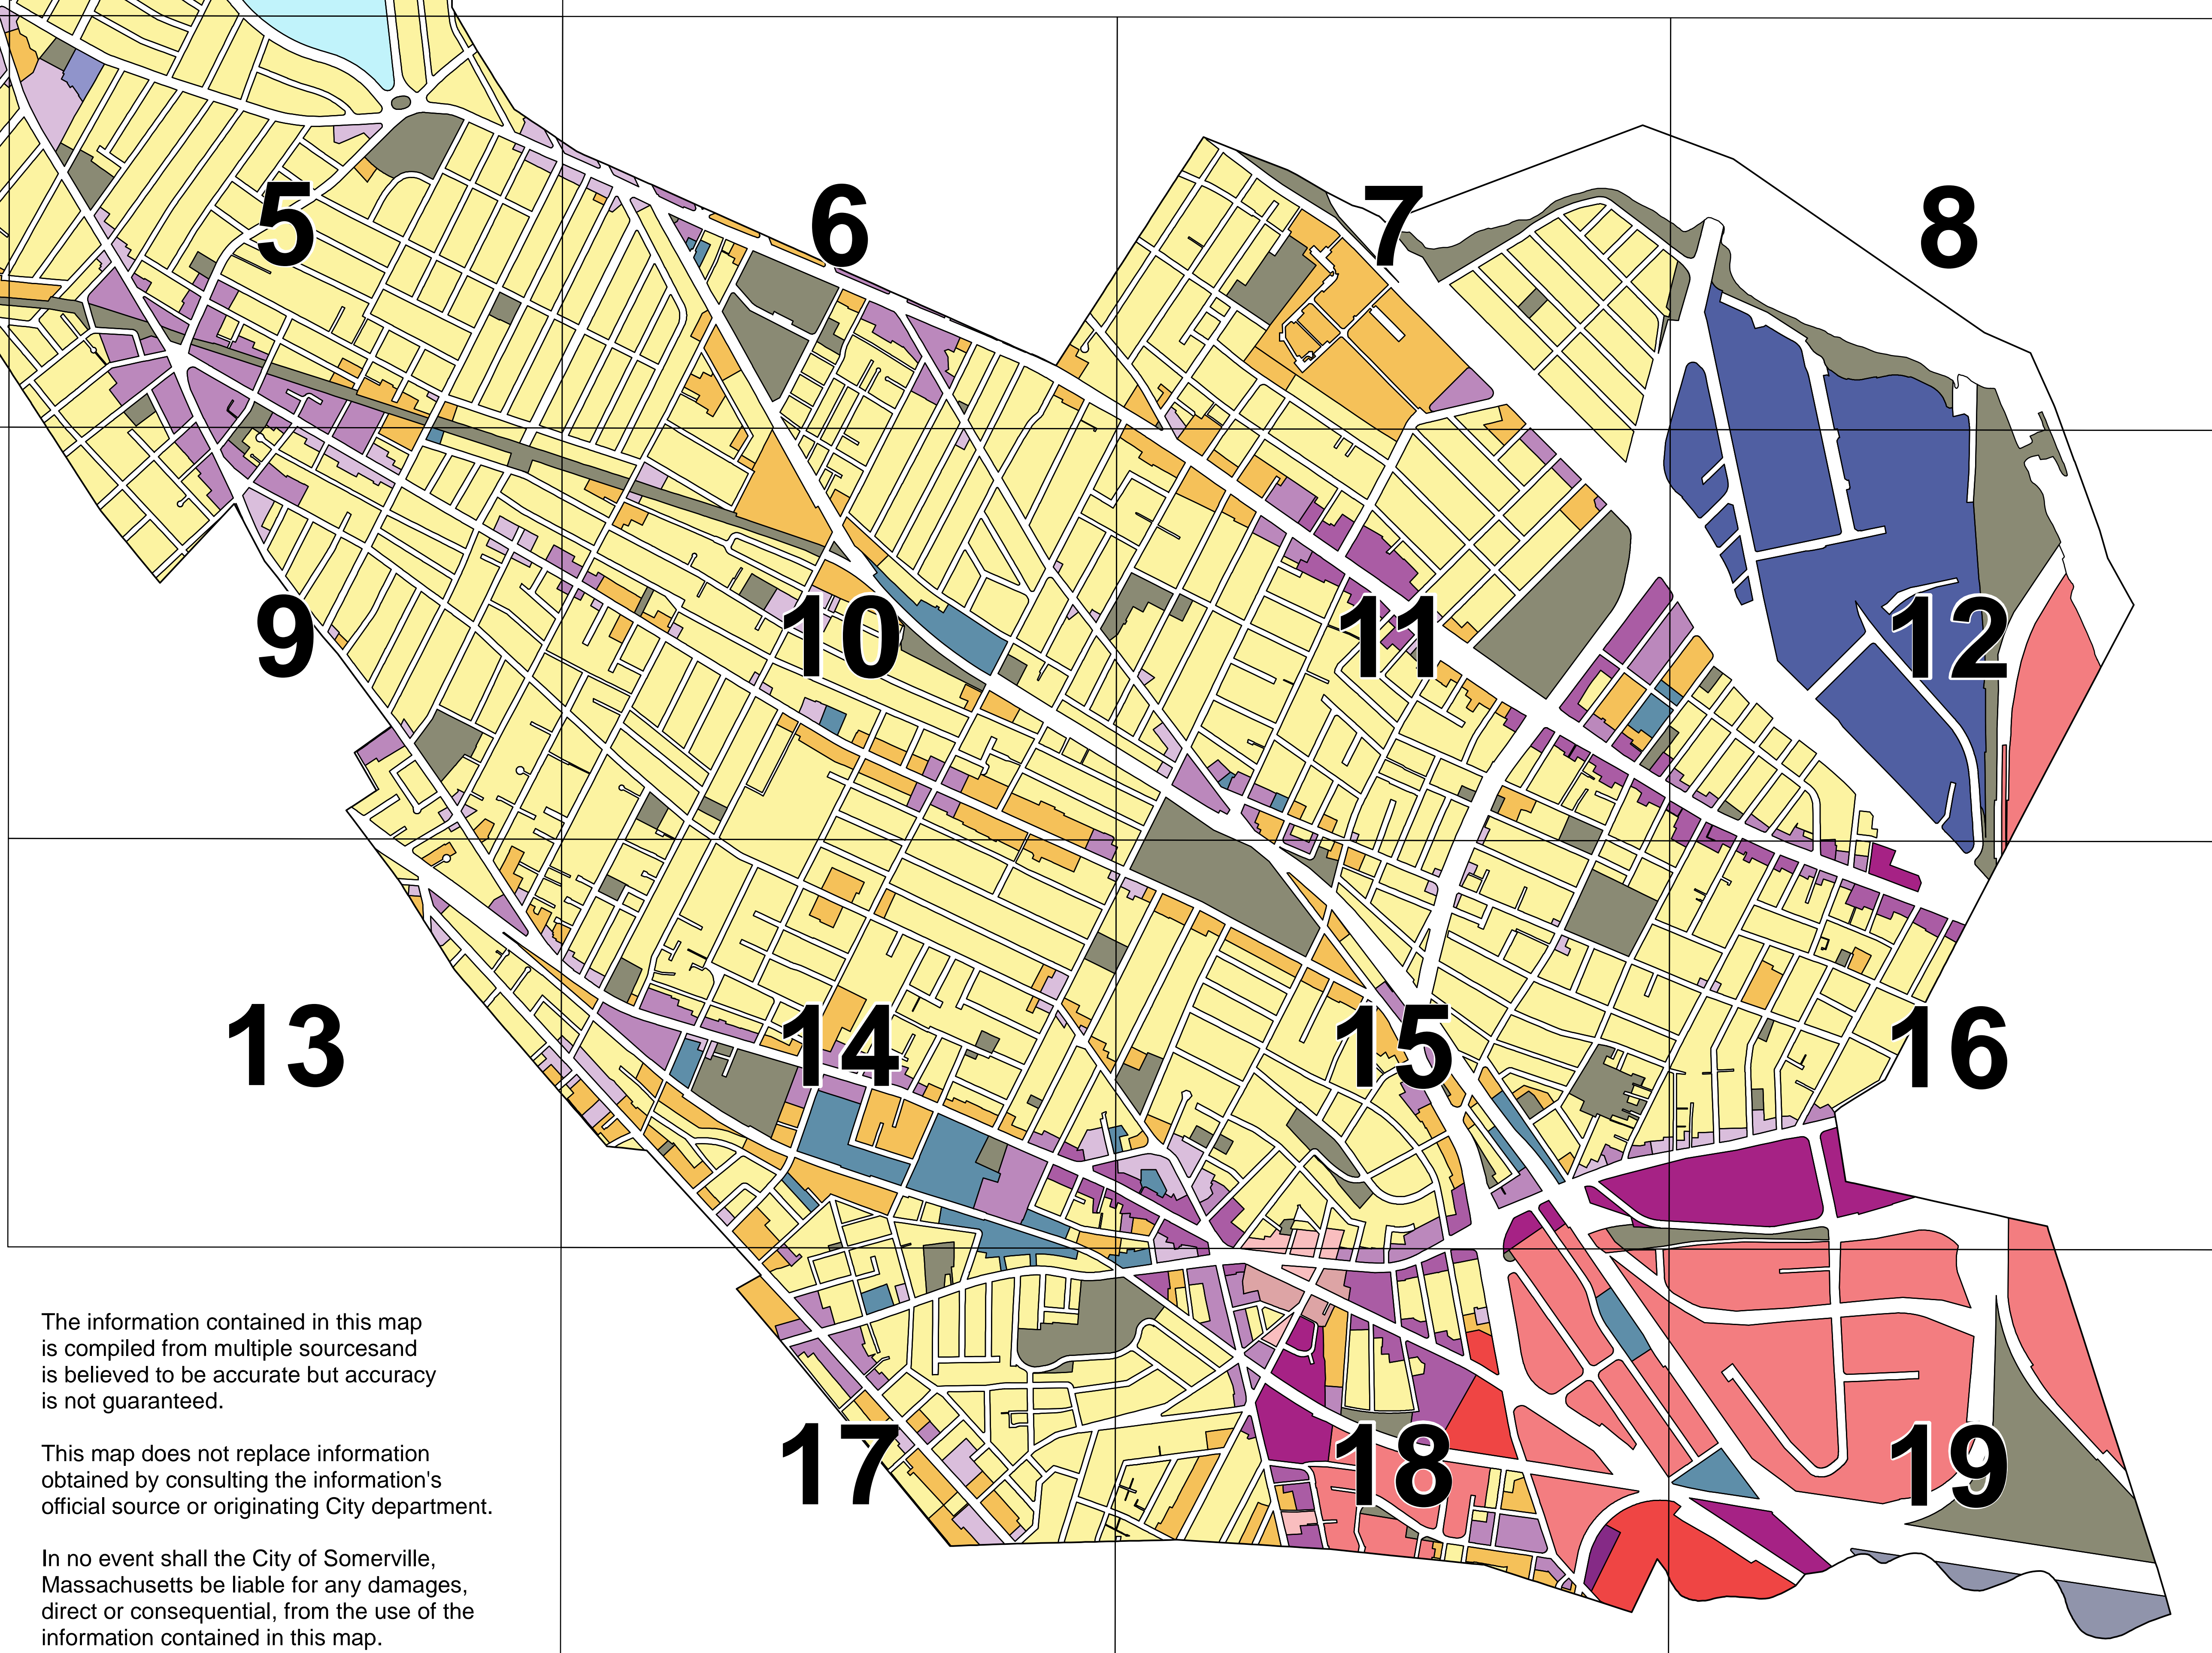 5
6
7
8
9
10
11
12
13
14
15
16
17
18
19
The information contained in this map
is compiled from multiple sourcesand
is believed to be accurate but accuracy
is not guaranteed.
This map does not replace information
obtained by consulting the information's
official source or originating City department.
In no event shall the City of Somerville,
Massachusetts be liable for any damages,
direct or consequential, from the use of the
information contained in this map.